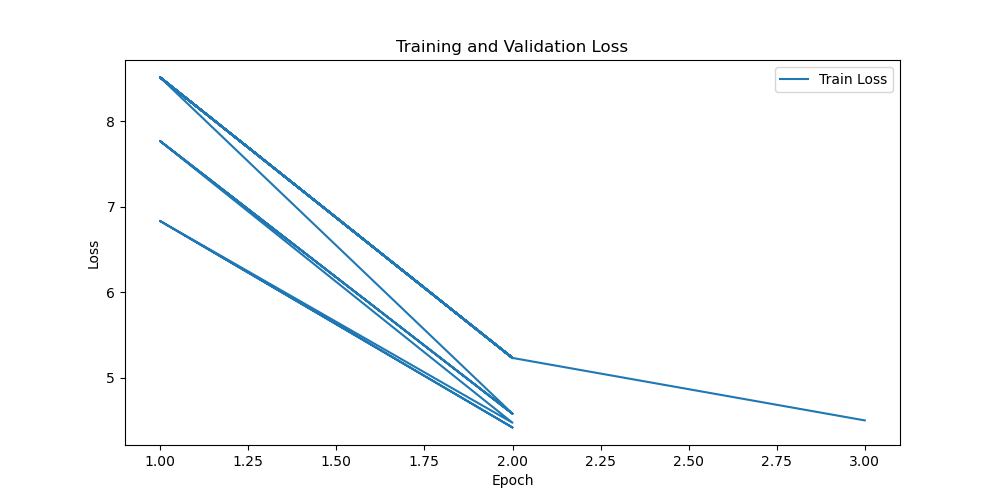 Training and Validation Loss
Train Loss
8
7
6
5
Loss
1.00 1.25 1.50 1.75 2.00 2.25 2.50 2.75 3.00
Epoch